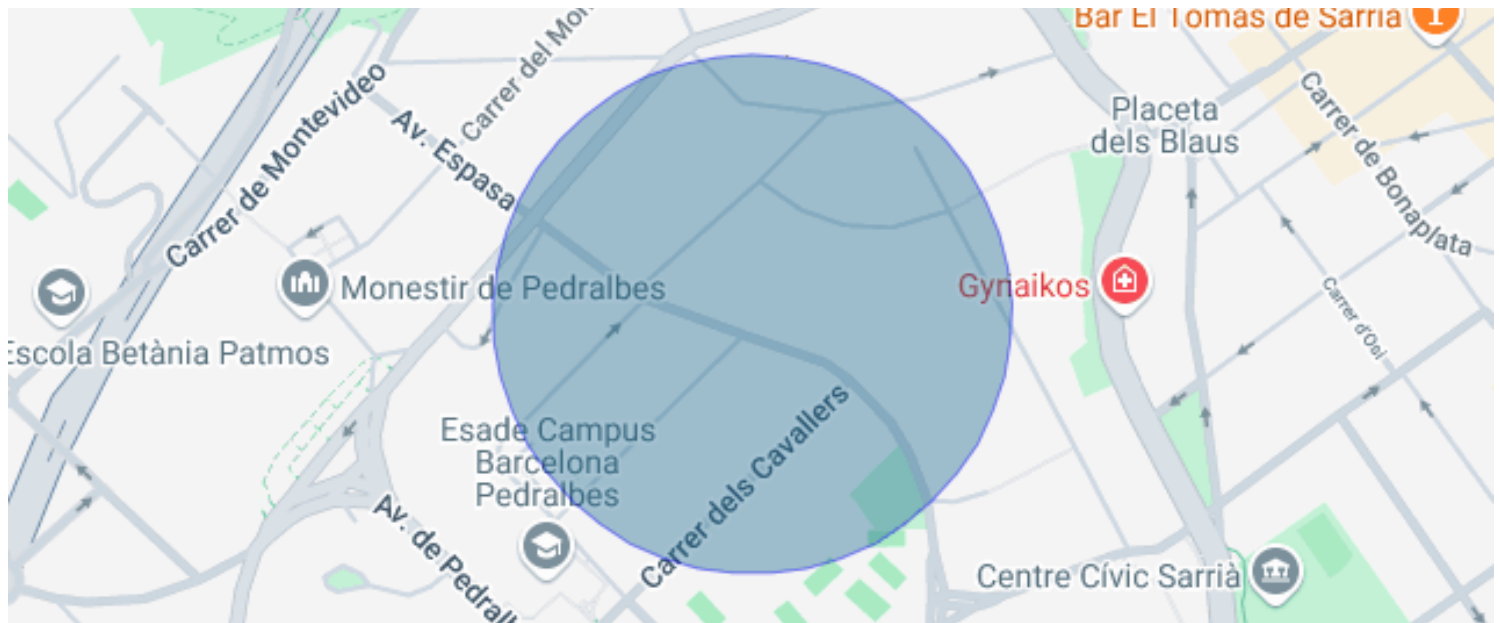 Bar El Tomás de Sarrià
Carrer del Mon
Carrer de Montevideo
Av. Espasa
Placeta
dels Blaus
Carrer de Bonaplata
Monestir de Pedralbes
Gynaikos
Carrer d'Osi
Escola Betània Patmos
Esade Campus
Barcelona
Pedralbes
Carrer dels Cavallers
Av. de Pedralb
Centre Cívic Sarrià